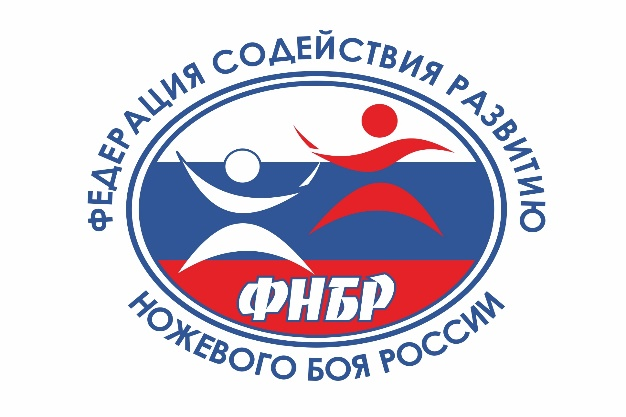 ФЕДЕРАЦИЯ СОДЕЙСТВИЯ РАЗВИТИЮ
ФНБР
НОЖЕВОГО БОЯ РОССИИ